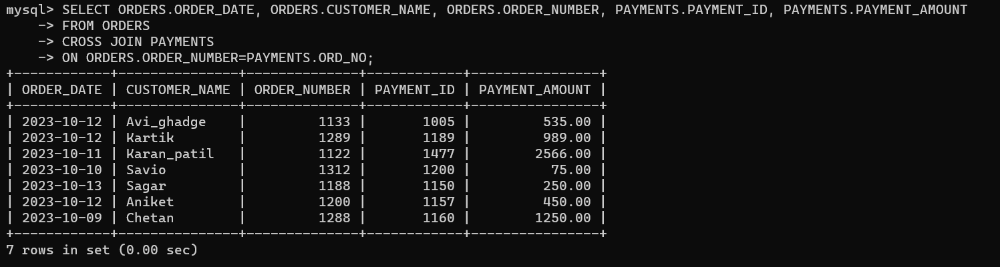 mysql> SELECT ORDERS.ORDER_DATE, ORDERS.CUSTOMER_NAME, ORDERS.ORDER_NUMBER, PAYMENTS.PAYMENT_ID, PAYMENTS.PAYMENT_AMOUNT
    -> FROM ORDERS
    -> CROSS JOIN PAYMENTS
    -> ON ORDERS.ORDER_NUMBER=PAYMENTS.ORD_NO;
+------------+---------------+--------------+------------+----------------+
| ORDER_DATE | CUSTOMER_NAME | ORDER_NUMBER | PAYMENT_ID | PAYMENT_AMOUNT |
+------------+---------------+--------------+------------+----------------+
| 2023-10-12 | Avi_ghadge    |         1133 |       1005 |         535.00 |
| 2023-10-12 | Kartik        |         1289 |       1189 |         989.00 |
| 2023-10-11 | Karan_patil   |         1122 |       1477 |        2566.00 |
| 2023-10-10 | Savio         |         1312 |       1200 |          75.00 |
| 2023-10-13 | Sagar         |         1188 |       1150 |         250.00 |
| 2023-10-12 | Aniket        |         1200 |       1157 |         450.00 |
| 2023-10-09 | Chetan        |         1288 |       1160 |        1250.00 |
+------------+---------------+--------------+------------+----------------+
7 rows in set (0.00 sec)